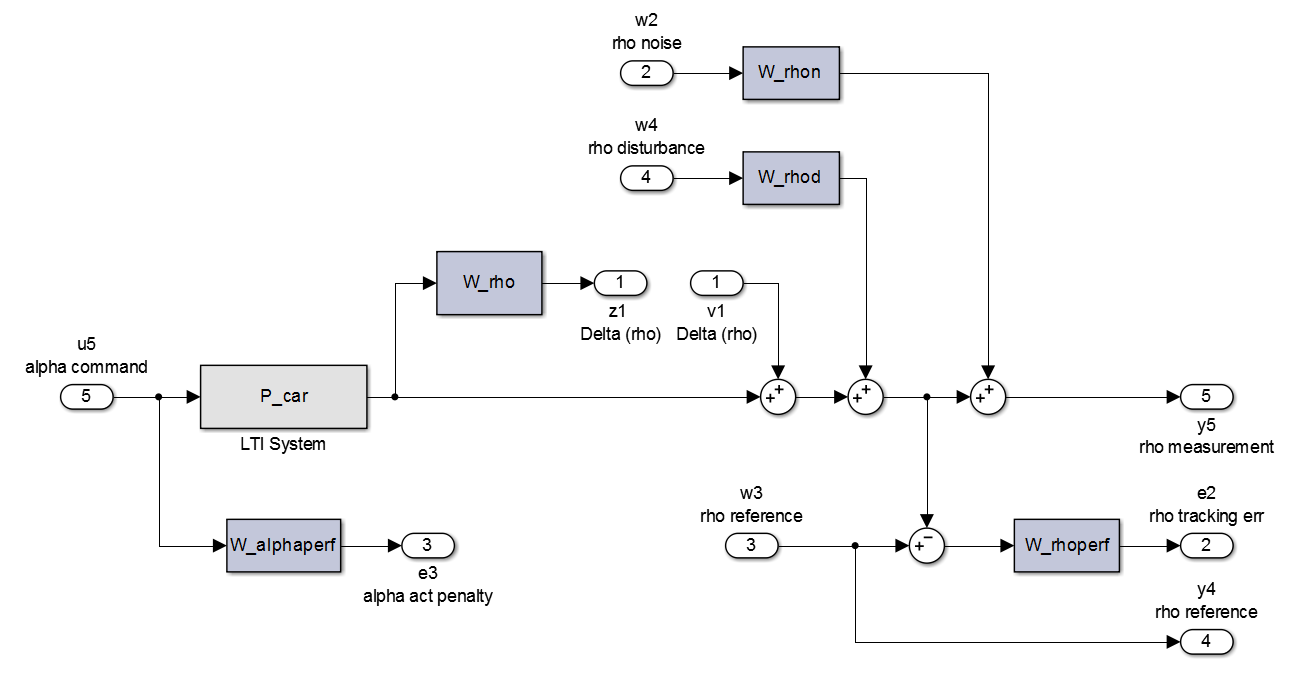 w2
rho noise
2
W_rhon
w4
rho disturbance
4
W_rhod
W_rho
1
z1
Delta (rho)
1
v1
Delta (rho)
u5
alpha command
5
P_car
LTI System
+
+
+
+
+
+
5
y5
rho measurement
W_alphaperf
3
e3
alpha act penalty
w3
rho reference
3
+
−
W_rhoperf
e2
rho tracking err
2
y4
rho reference
4